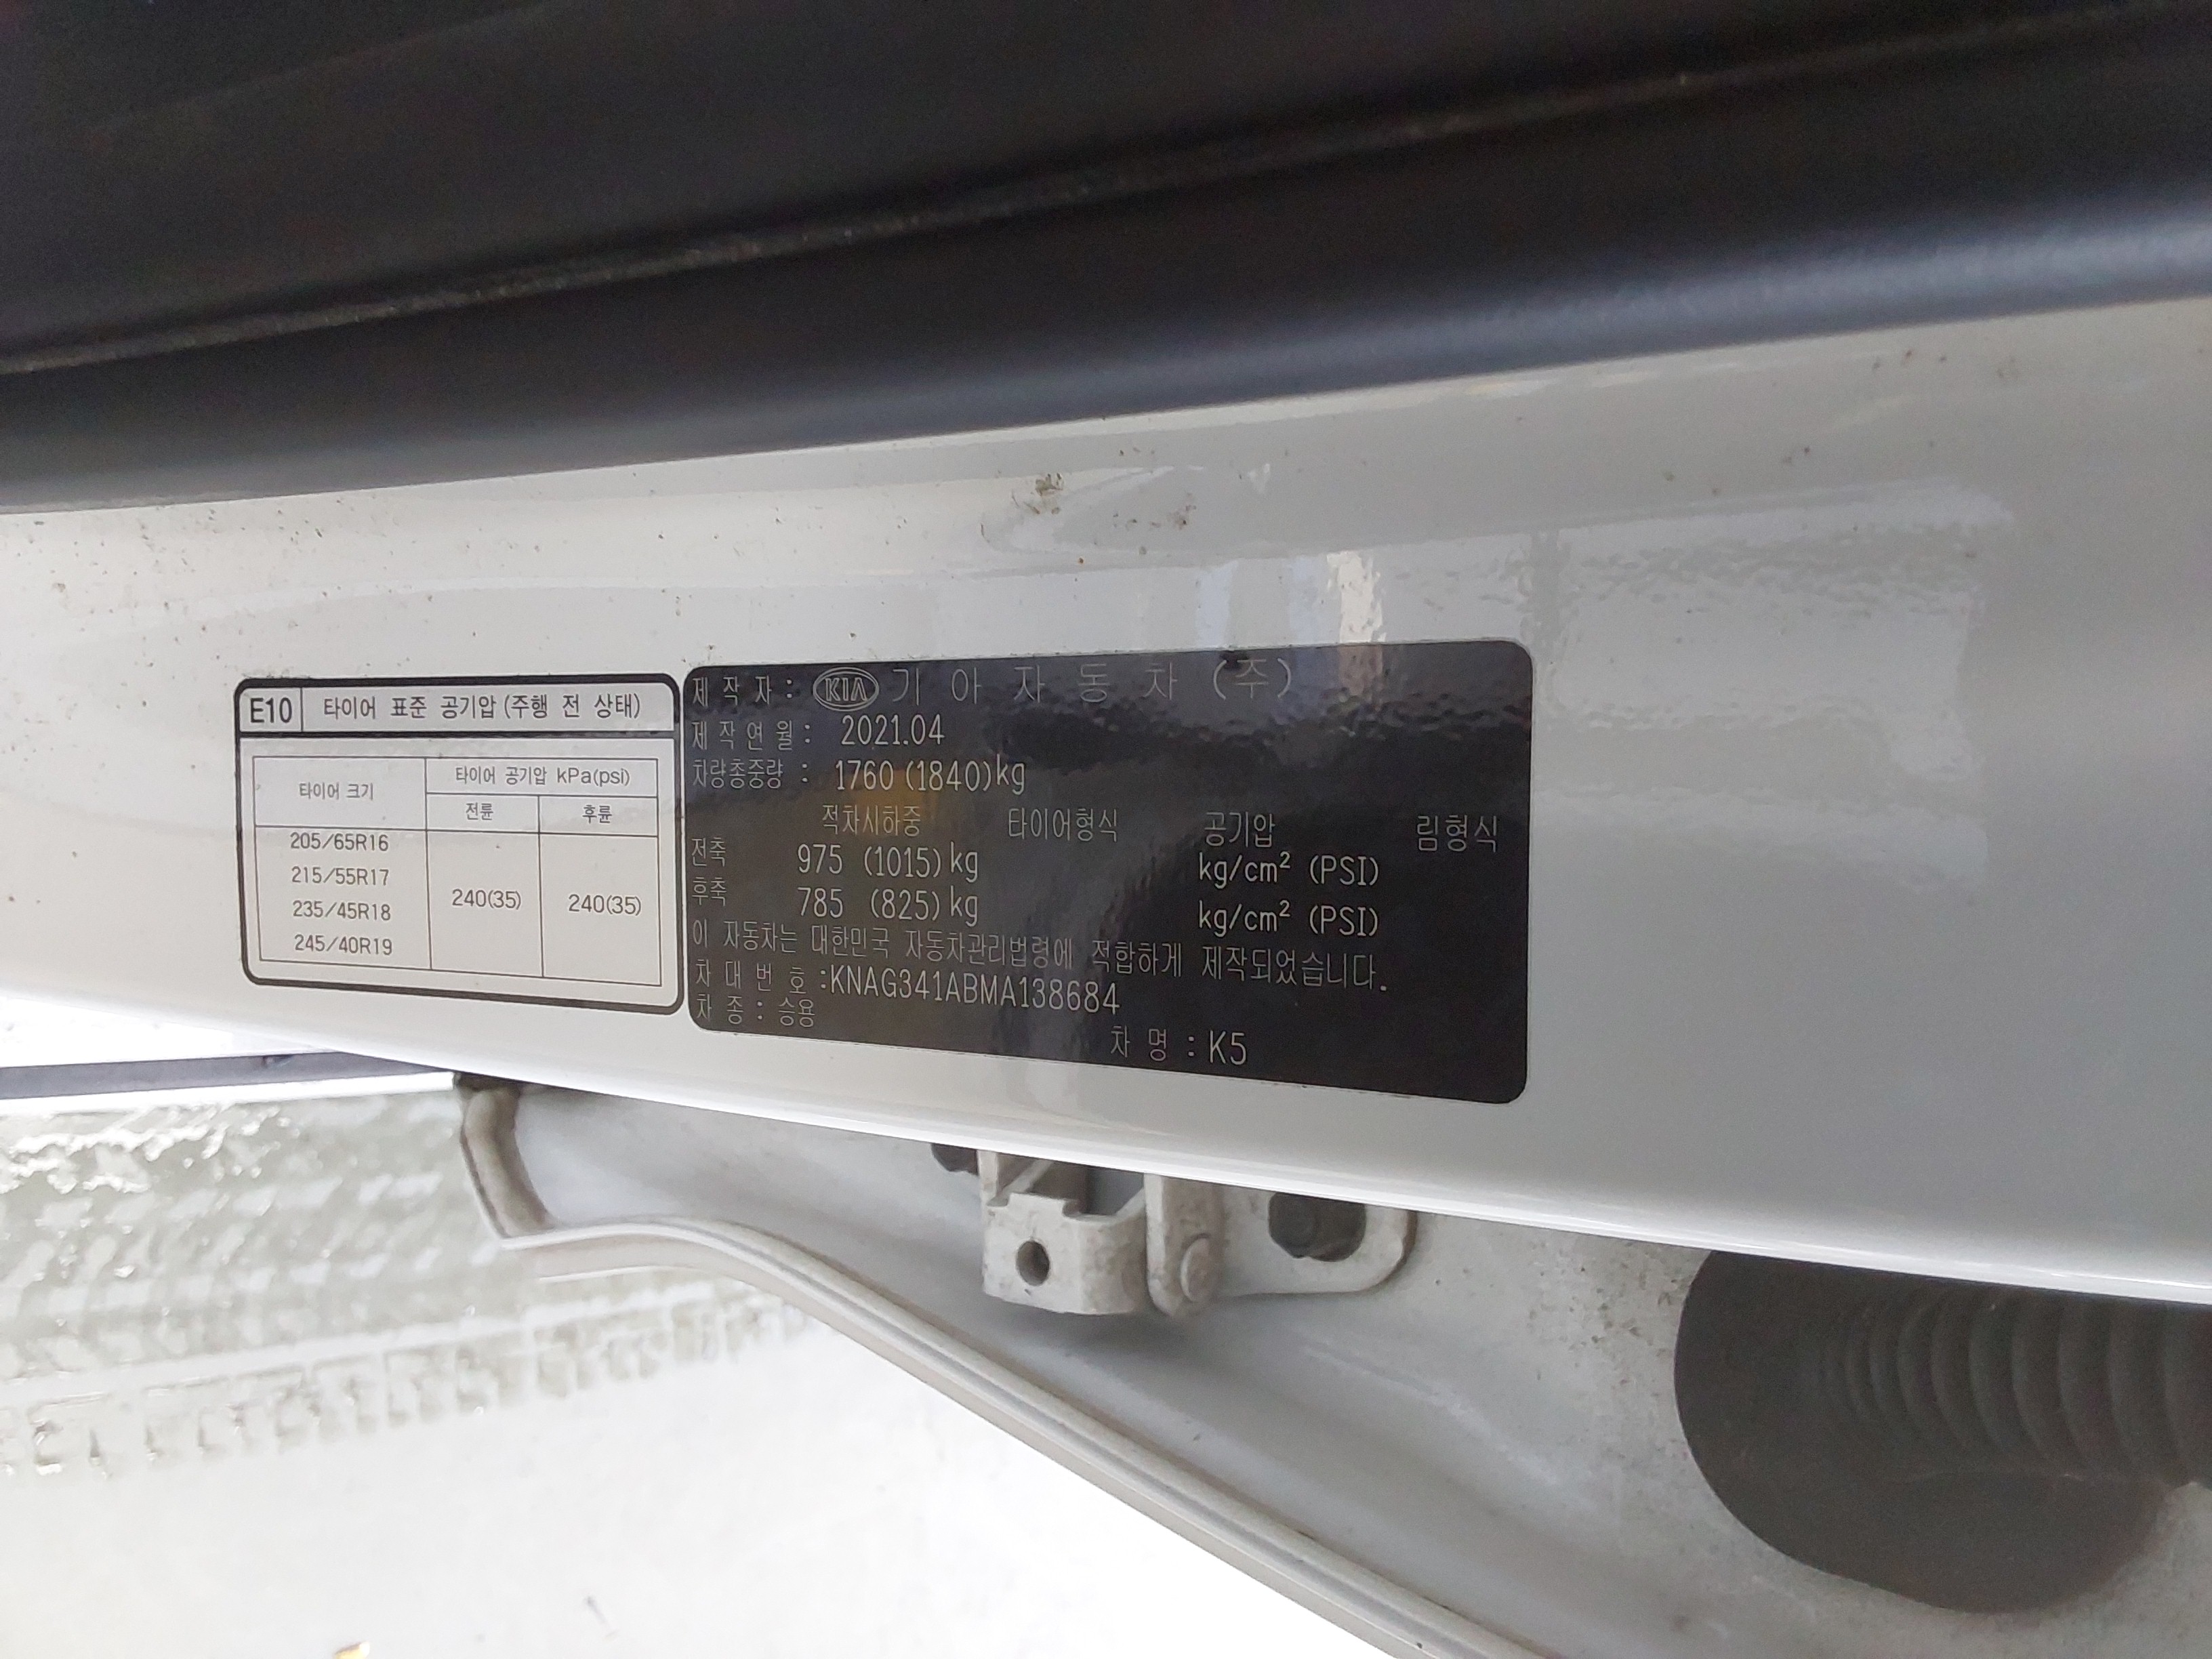 E10 타이어 표준 공기압 (주행 전 상태)
타이어 크기 타이어 공기압 kPa(psi)
전륜 후륜
205/65R16
215/55R17
235/45R18
245/40R19
240(35) 240(35)
제작자 : KIA 기아자동차(주)
제작연월 : 2021.04
차량총중량 : 1760 (1840)kg
적차시하중 타이어형식 공기압 림형식
전축 975 (1015)kg kg/cm² (PSI)
후축 785 (825)kg kg/cm² (PSI)
이 자동차는 대한민국 자동차관리법령에 적합하게 제작되었습니다.
차대번호 :KNAG341ABMA138684
차종 : 승용 차명 : K5